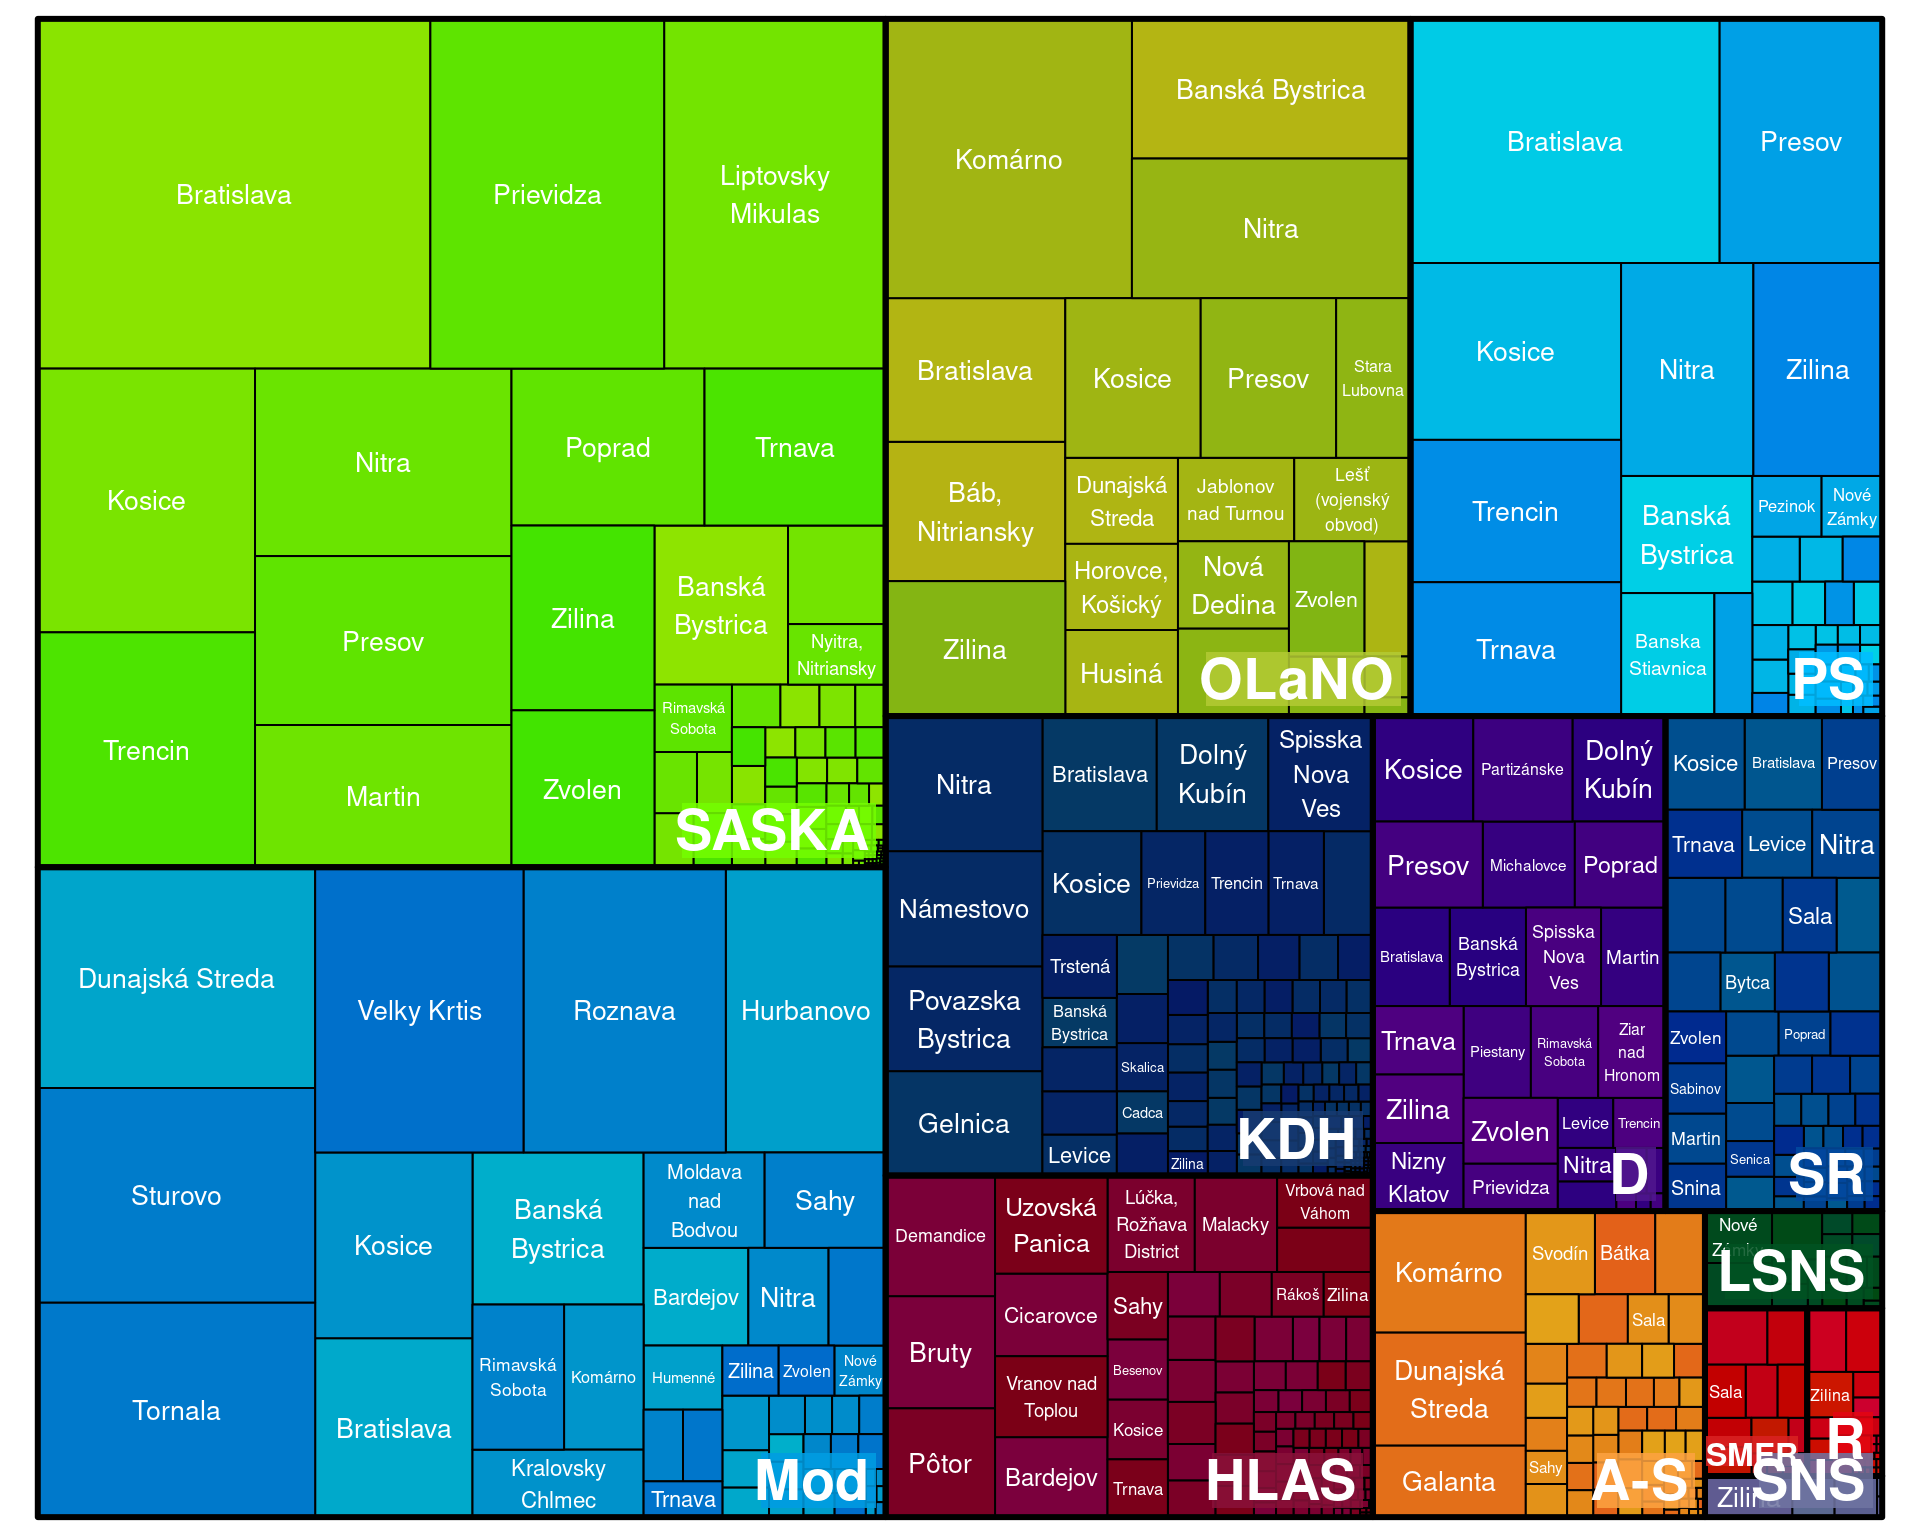 Bratislava
Prievidza
Liptovsky
Mikulas
Kosice
Nitra
Poprad
Trnava
Presov
Zilina
Banská
Bystrica
Nyitra,
Nitriansky
Trencin
Martin
Zvolen
Rimavská
Sobota
SASKA
Komárno
Banská Bystrica
Nitra
Bratislava
Kosice
Presov
Stara
Lubovna
Báb,
Nitriansky
Dunajská
Streda
Jablonov
nad Turnou
Lešť
(vojenský
obvod)
Horovce,
Košický
Nová
Dedina
Zvolen
Zilina
Husiná
OLaNO
Bratislava
Presov
Kosice
Nitra
Zilina
Trencin
Banská
Bystrica
Pezinok
Nové
Zámky
Trnava
Banska
Stiavnica
PS
Dunajská Streda
Velky Krtis
Roznava
Hurbanovo
Sturovo
Tornala
Kosice
Banská
Bystrica
Moldava
nad
Bodvou
Sahy
Bardejov
Nitra
Bratislava
Rimavská
Sobota
Komárno
Humenné
Zilina
Zvolen
Nové
Zámky
Kralovsky
Chlmec
Trnava
Mod
Nitra
Bratislava
Dolný
Kubín
Spisska
Nova
Ves
Námestovo
Kosice
Prievidza
Trencin
Trnava
Povazska
Bystrica
Trstená
Banská
Bystrica
Skalica
Gelnica
Cadca
Levice
Zilina
KDH
Kosice
Partizánske
Dolný
Kubín
Presov
Michalovce
Poprad
Bratislava
Banská
Bystrica
Spisska
Nova
Ves
Martin
Trnava
Piestany
Rimavská
Sobota
Ziar
nad
Hronom
Zilina
Zvolen
Levice
Trencin
Nizny
Klatov
Prievidza
Nitra
D
Kosice
Bratislava
Presov
Trnava
Levice
Nitra
Sala
Bytca
Zvolen
Poprad
Sabinov
Martin
Senica
Snina
SR
Demandice
Uzovská
Panica
Lúčka,
Rožňava
District
Malacky
Vrbová nad
Váhom
Bruty
Cicarovce
Sahy
Rákoš
Zilina
Vranov nad
Toplou
Besenov
Kosice
Pôtor
Bardejov
Trnava
HLAS
Komárno
Svodín
Bátka
Sala
Dunajská
Streda
Galanta
Sahy
A-S
Nové
Zámky
LSNS
Sala
SMER
Zilina
R
Zilina
SNS